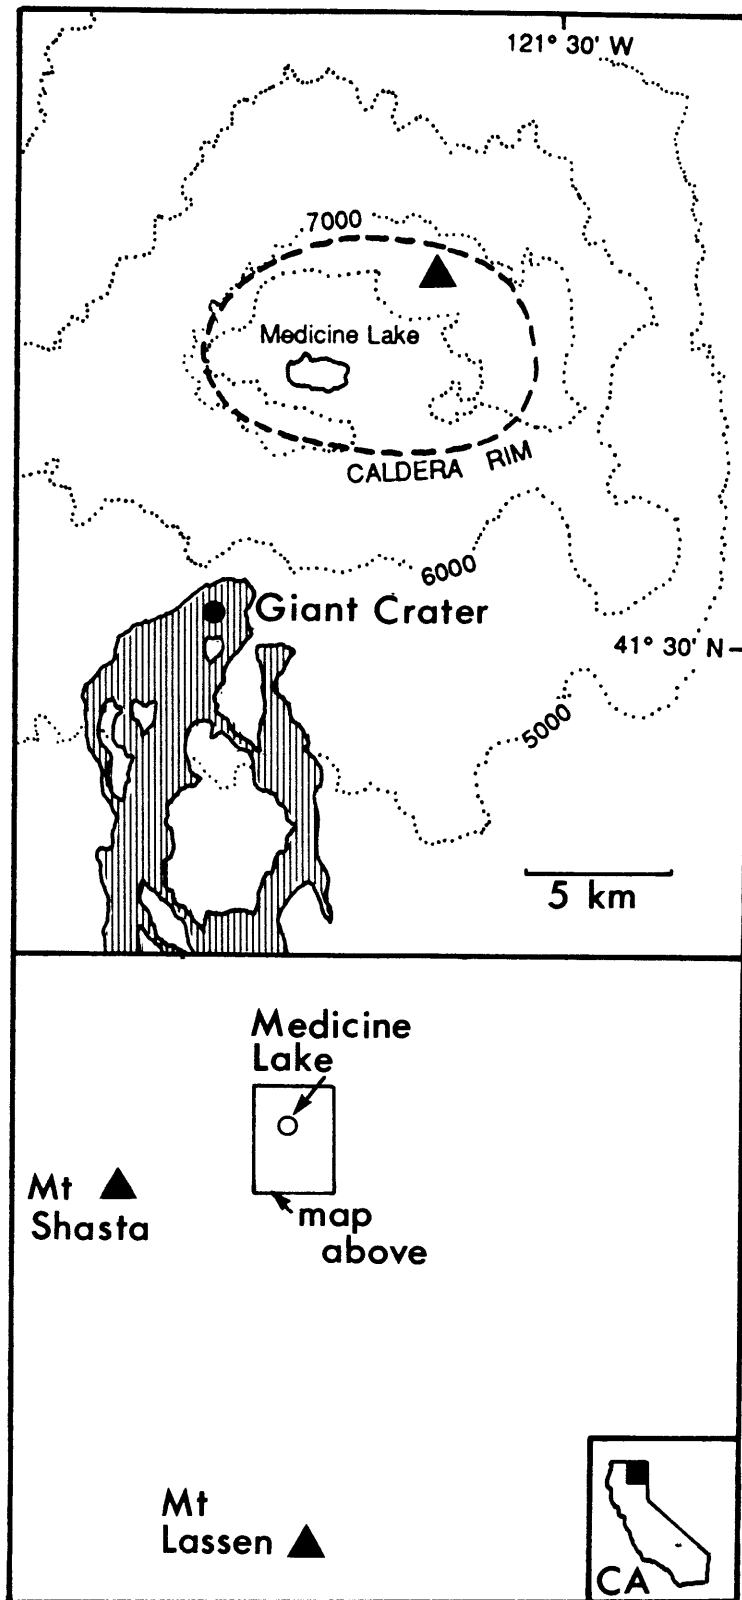 121° 30' W
7000
Medicine Lake
CALDERA RIM
6000
Giant Crater
41° 30' N
5000
5 km
Medicine
Lake
Mt
Shasta
map
above
Mt
Lassen
CA